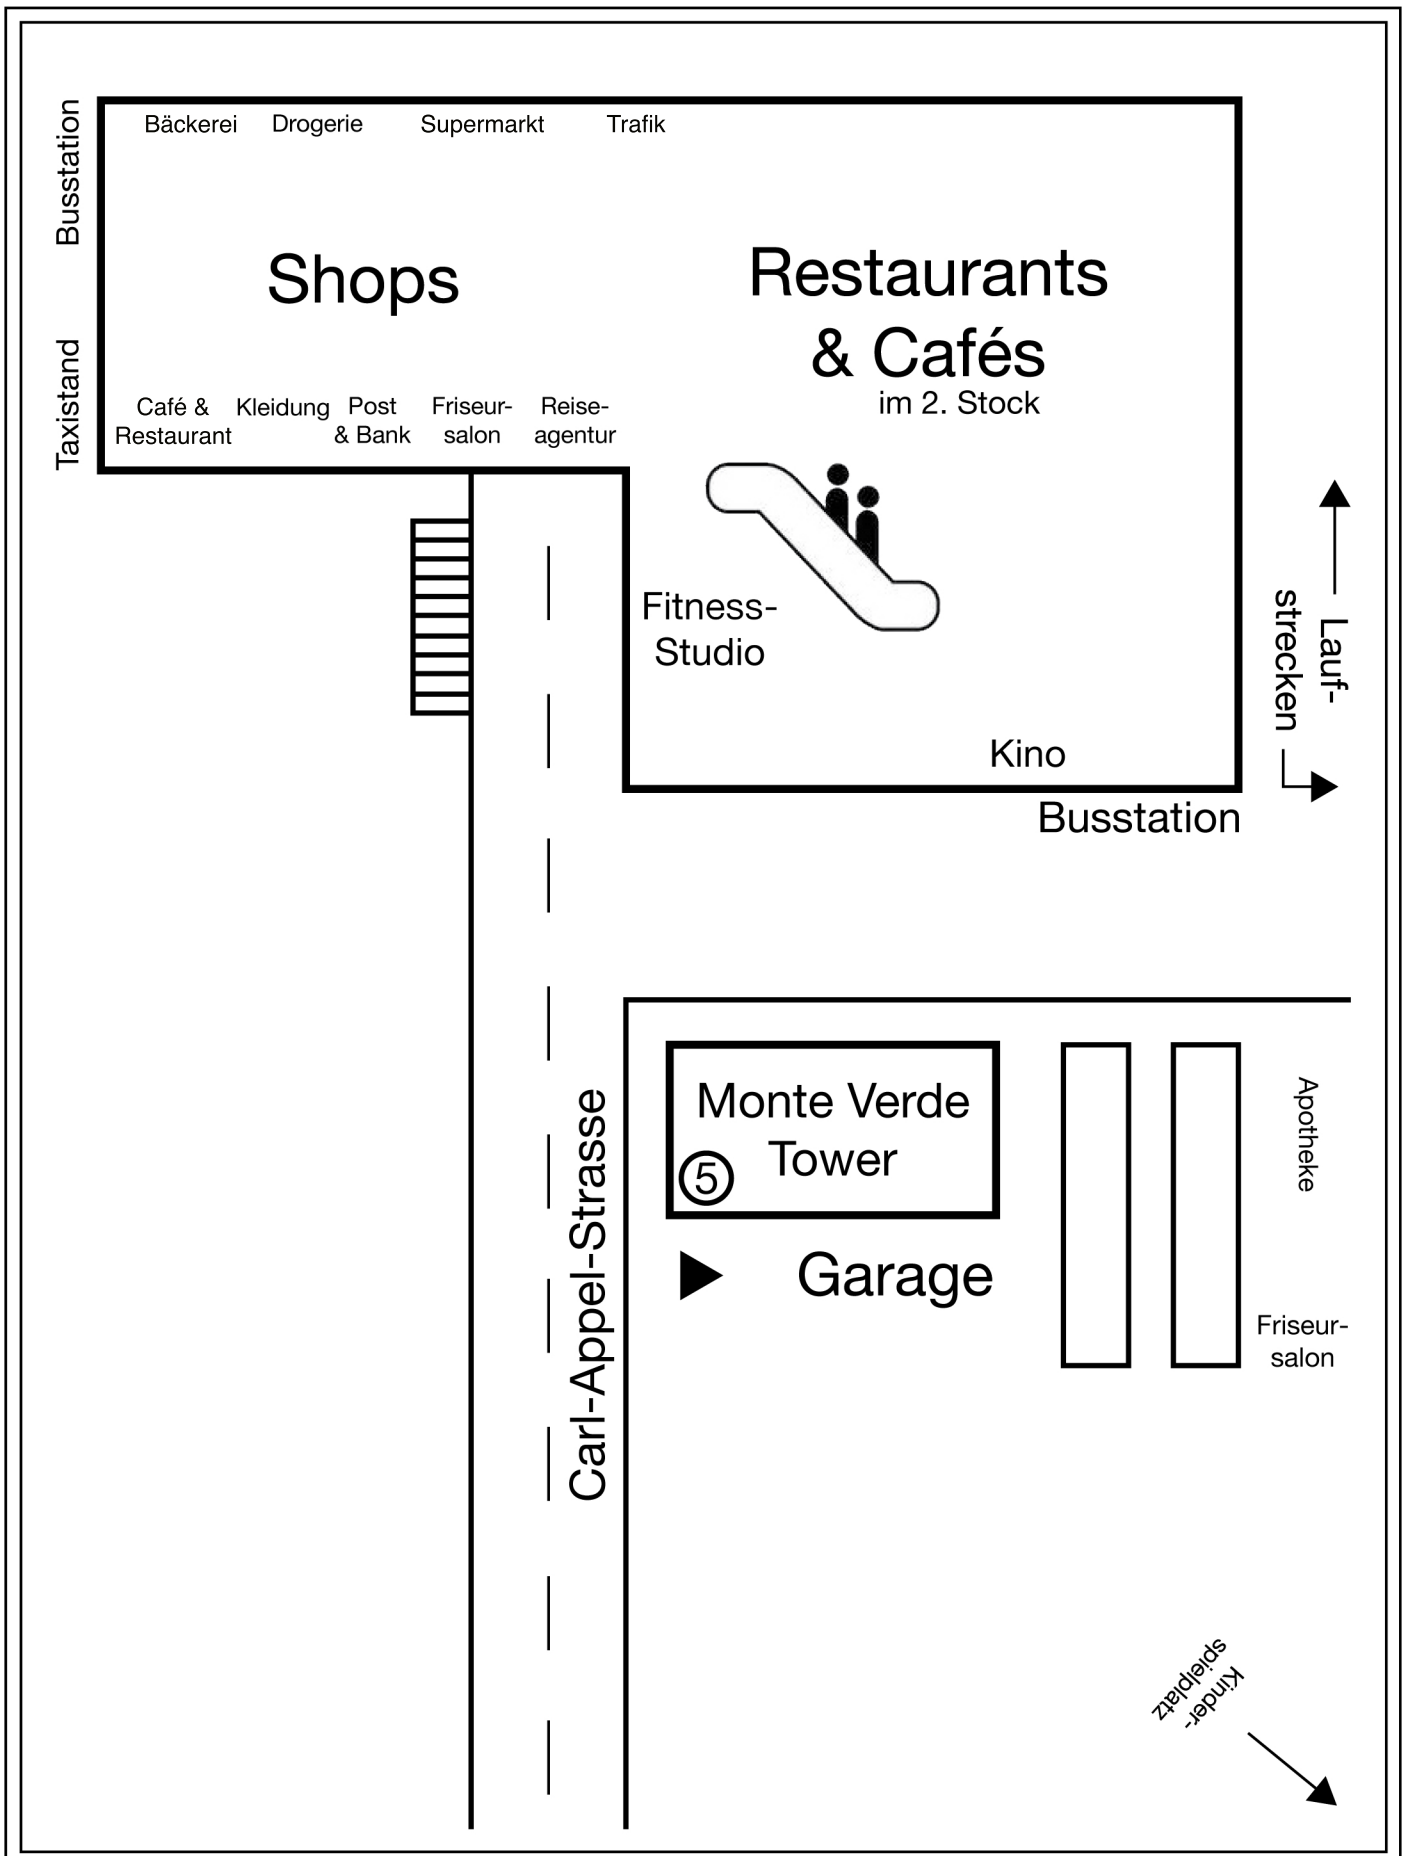 Busstation
Taxistand
Bäckerei
Drogerie
Supermarkt
Trafik
Shops
Restaurants
& Cafés
im 2. Stock
Café &
Restaurant
Kleidung
Post
& Bank
Friseur-
salon
Reise-
agentur
Fitness-
Studio
Kino
Busstation
Lauf-
strecken
Carl-Appel-Strasse
Monte Verde
Tower
5
Garage
Apotheke
Friseur-
salon
Kinder-
spielplatz